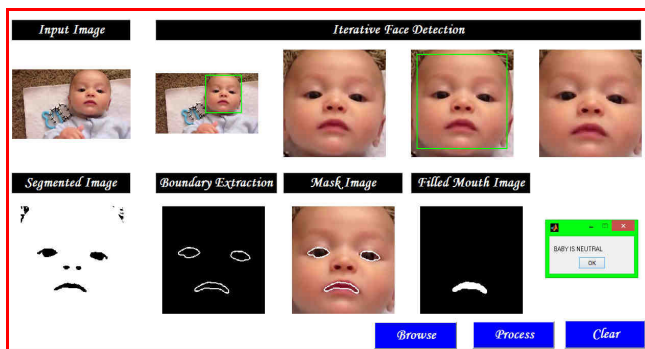 Input Image
Iterative Face Detection
Segmented Image
Boundary Extraction
Mask Image
Filled Mouth Image
BABY IS NEUTRAL
OK
Browse
Process
Clear